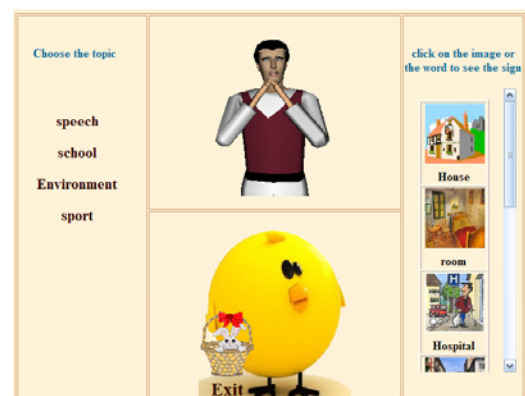 Choose the topic
speech
school
Environment
sport
Exit
click on the image or
the word to see the sign
House
room
H
Hospital